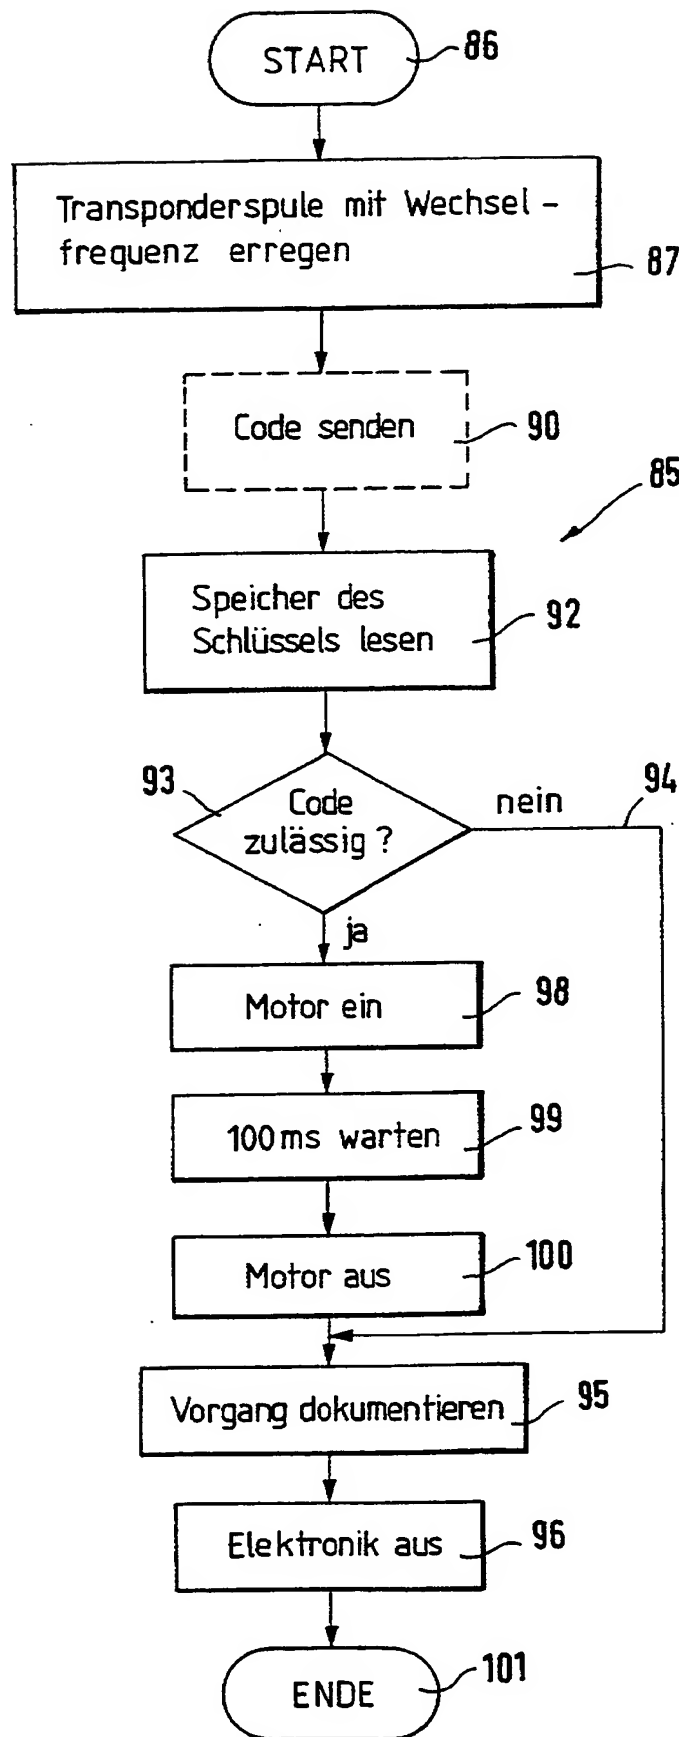 START
86
Transponderspule mit Wechsel-
frequenz erregen
87
Code senden
90
85
Speicher des
Schlüssels lesen
92
93
Code
zulässig ?
nein
94
ja
Motor ein
98
100ms warten
99
Motor aus
100
Vorgang dokumentieren
95
Elektronik aus
96
ENDE
101